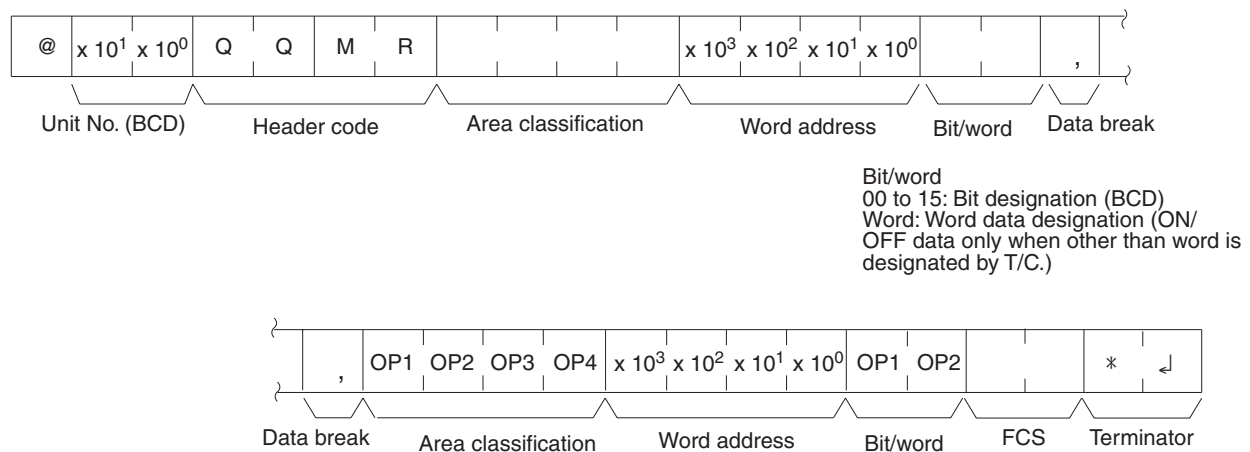 @ x 10¹ x 10⁰ Q Q M R x 10³ x 10² x 10¹ x 10⁰ ,
Unit No. (BCD) Header code Area classification Word address Bit/word Data break
Bit/word
00 to 15: Bit designation (BCD)
Word: Word data designation (ON/
OFF data only when other than word is
designated by T/C.)
, OP1 OP2 OP3 OP4 x 10³ x 10² x 10¹ x 10⁰ OP1 OP2 * ↵
Data break Area classification Word address Bit/word FCS Terminator